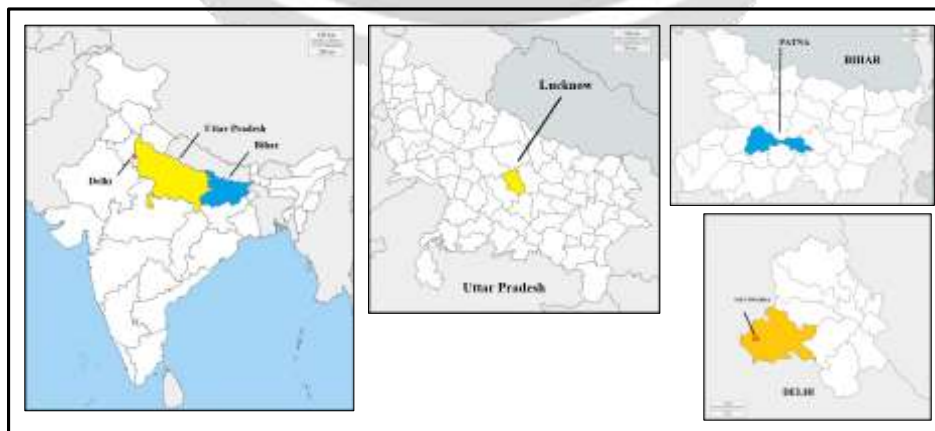 Uttar Pradesh
Bihar
Delhi
Lucknow
Uttar Pradesh
PATNA
BIHAR
DELHI